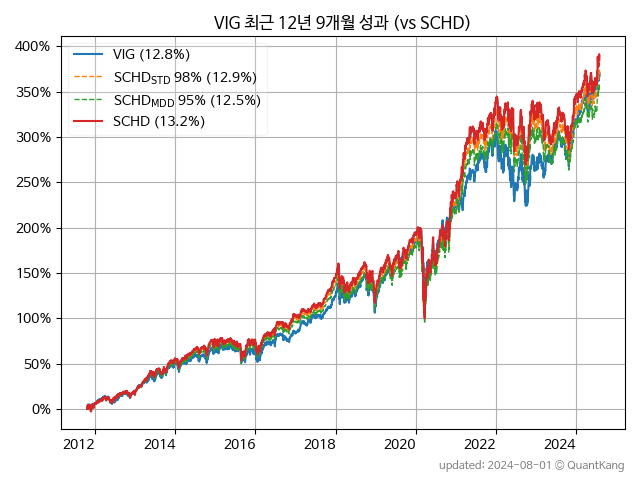 VIG 최근 12년 9개월 성과 (vs SCHD)
400%
350%
300%
250%
200%
150%
100%
50%
0%
VIG (12.8%)
SCHD_STD 98% (12.9%)
SCHD_MDD 95% (12.5%)
SCHD (13.2%)
2012 2014 2016 2018 2020 2022 2024
updated: 2024-08-01 © QuantKang